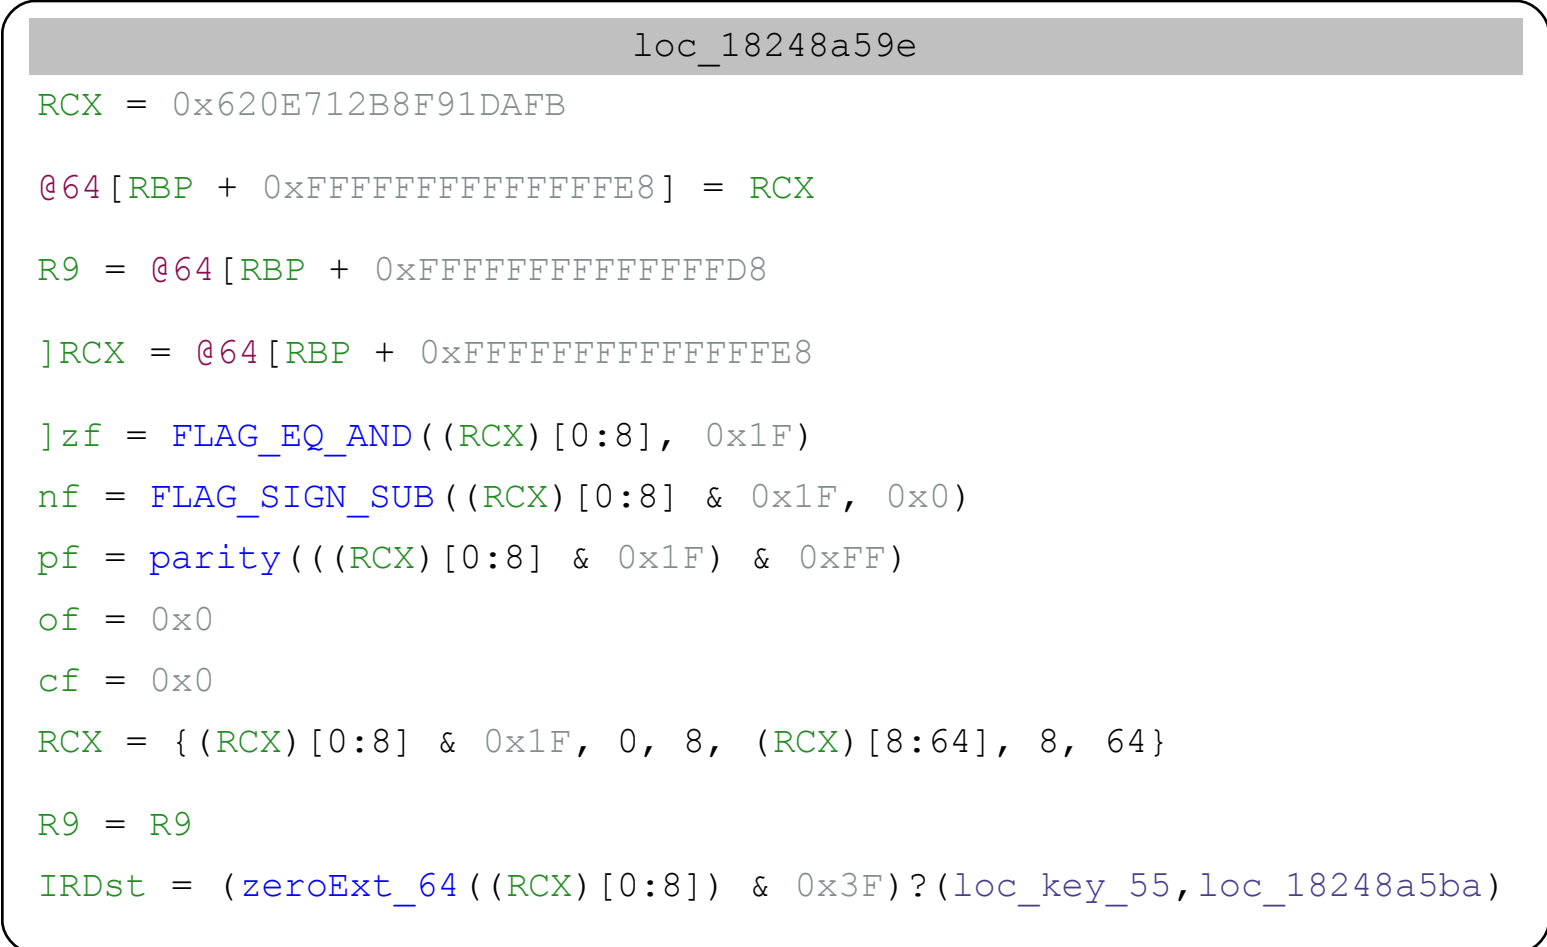 loc_18248a59e
RCX = 0x620E712B8F91DAFB
@64[RBP + 0xFFFFFFFFFFFFFFE8] = RCX
R9 = @64[RBP + 0xFFFFFFFFFFFFFFD8
]RCX = @64[RBP + 0xFFFFFFFFFFFFFFE8
]zf = FLAG_EQ_AND((RCX)[0:8], 0x1F)
nf = FLAG_SIGN_SUB((RCX)[0:8] & 0x1F, 0x0)
pf = parity(((RCX)[0:8] & 0x1F) & 0xFF)
of = 0x0
cf = 0x0
RCX = {(RCX)[0:8] & 0x1F, 0, 8, (RCX)[8:64], 8, 64}
R9 = R9
IRDst = (zeroExt_64((RCX)[0:8]) & 0x3F)?(loc_key_55,loc_18248a5ba)